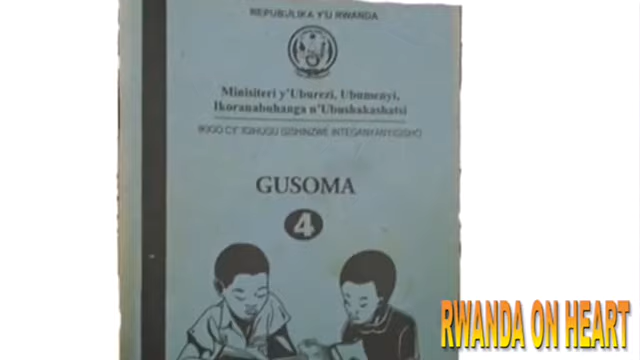 REPUBULIKA Y'U RWANDA
Minisiteri y'Uburezi, Ubumenyi,
Ikoranabuhanga n'Ubushakashatsi
IKIGO CY' IGIHUGU GISHINZWE INTEGANYANYIGISHO
GUSOMA
4
RWANDA ON HEART